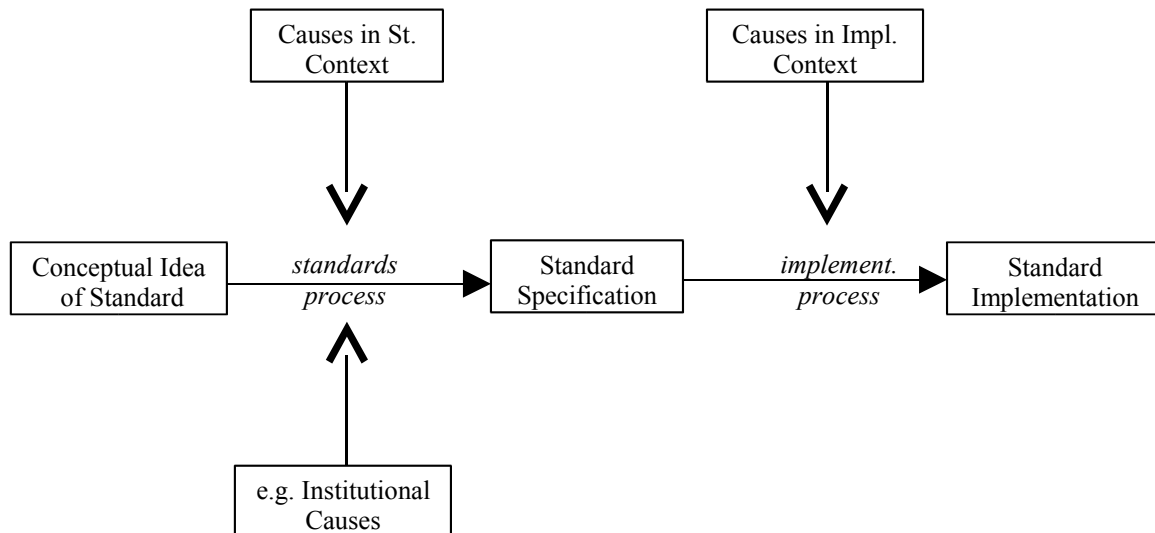 Causes in St.
Context
Causes in Impl.
Context
Conceptual Idea
of Standard
standards
process
Standard
Specification
implement.
process
Standard
Implementation
e.g. Institutional
Causes